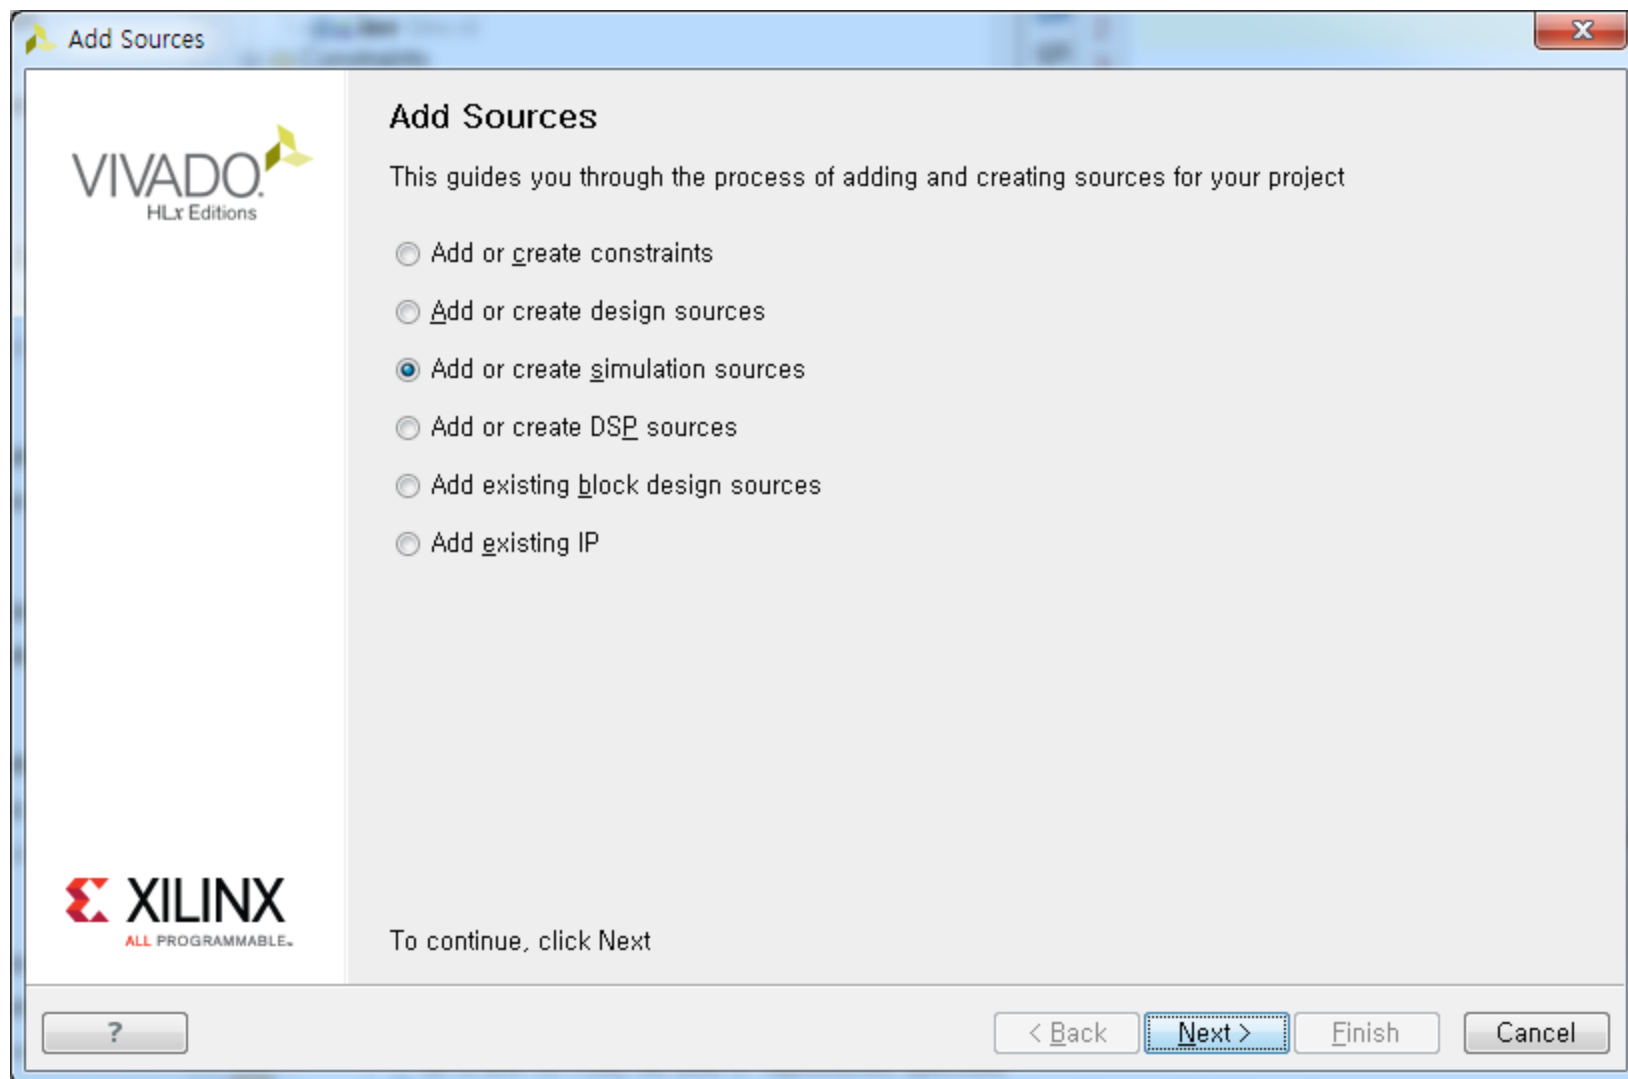 Add Sources
VIVADO.
HLx Editions
Add Sources
This guides you through the process of adding and creating sources for your project
Add or create constraints
Add or create design sources
Add or create simulation sources
Add or create DSP sources
Add existing block design sources
Add existing IP
XILINX
ALL PROGRAMMABLE.
To continue, click Next
?
< Back
Next >
Finish
Cancel